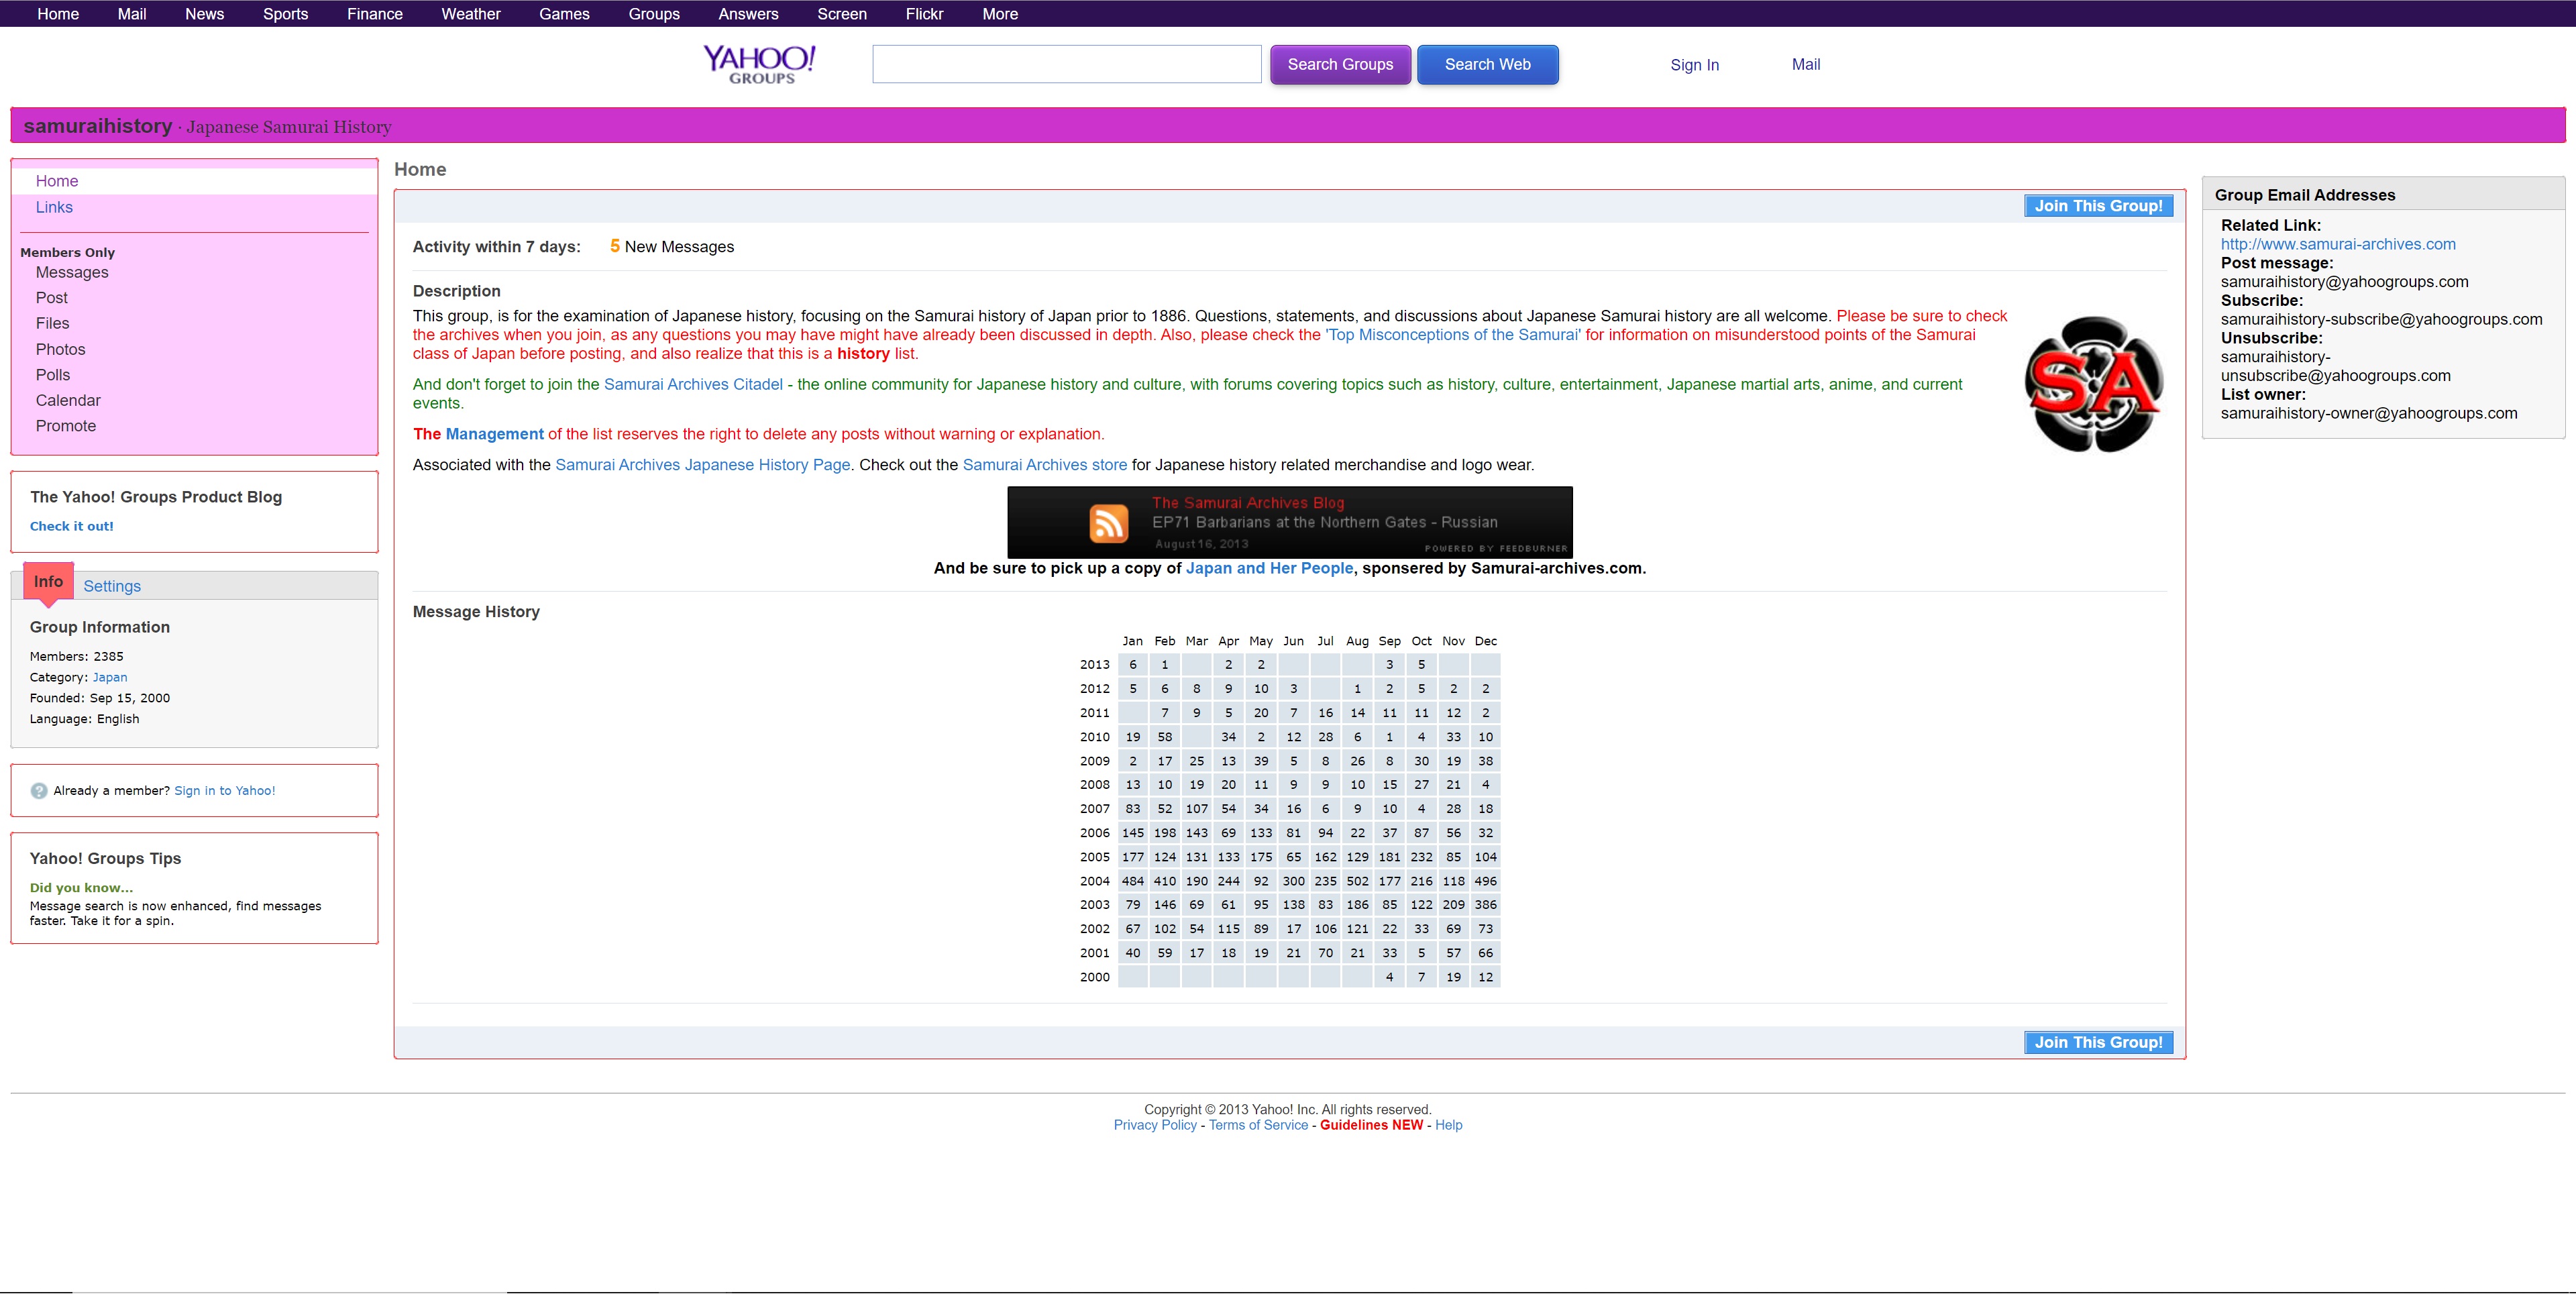 Home Mail News Sports Finance Weather Games Groups Answers Screen Flickr More
YAHOO! GROUPS
Search Groups Search Web Sign In Mail
samuraihistory · Japanese Samurai History
Home
Links
Members Only
Messages
Post
Files
Photos
Polls
Calendar
Promote
The Yahoo! Groups Product Blog
Check it out!
Info Settings
Group Information
Members: 2385
Category: Japan
Founded: Sep 15, 2000
Language: English
Already a member? Sign in to Yahoo!
Yahoo! Groups Tips
Did you know...
Message search is now enhanced, find messages
faster. Take it for a spin.
Home
Join This Group!
Activity within 7 days: 5 New Messages
Description
This group, is for the examination of Japanese history, focusing on the Samurai history of Japan prior to 1886. Questions, statements, and discussions about Japanese Samurai history are all welcome. Please be sure to check
the archives when you join, as any questions you may have might have already been discussed in depth. Also, please check the 'Top Misconceptions of the Samurai' for information on misunderstood points of the Samurai
class of Japan before posting, and also realize that this is a history list.
And don't forget to join the Samurai Archives Citadel - the online community for Japanese history and culture, with forums covering topics such as history, culture, entertainment, Japanese martial arts, anime, and current
events.
The Management of the list reserves the right to delete any posts without warning or explanation.
Associated with the Samurai Archives Japanese History Page. Check out the Samurai Archives store for Japanese history related merchandise and logo wear.
SA
The Samurai Archives Blog
EP71 Barbarians at the Northern Gates - Russian
August 16, 2013
POWERED BY FEEDBURNER
And be sure to pick up a copy of Japan and Her People, sponsered by Samurai-archives.com.
Message History
Jan Feb Mar Apr May Jun Jul Aug Sep Oct Nov Dec
2013 6 1 2 2 3 5
2012 5 6 8 9 10 3 1 2 5 2 2
2011 7 9 5 20 7 16 14 11 11 12 2
2010 19 58 34 2 12 28 6 1 4 33 10
2009 2 17 25 13 39 5 8 26 8 30 19 38
2008 13 10 19 20 11 9 9 10 15 27 21 4
2007 83 52 107 54 34 16 6 9 10 4 28 18
2006 145 198 143 69 133 81 94 22 37 87 56 32
2005 177 124 131 133 175 65 162 129 181 232 85 104
2004 484 410 190 244 92 300 235 502 177 216 118 496
2003 79 146 69 61 95 138 83 186 85 122 209 386
2002 67 102 54 115 89 17 106 121 22 33 69 73
2001 40 59 17 18 19 21 70 21 33 5 57 66
2000 4 7 19 12
Join This Group!
Group Email Addresses
Related Link:
http://www.samurai-archives.com
Post message:
samuraihistory@yahoogroups.com
Subscribe:
samuraihistory-subscribe@yahoogroups.com
Unsubscribe:
samuraihistory-
unsubscribe@yahoogroups.com
List owner:
samuraihistory-owner@yahoogroups.com
Copyright © 2013 Yahoo! Inc. All rights reserved.
Privacy Policy - Terms of Service - Guidelines NEW - Help